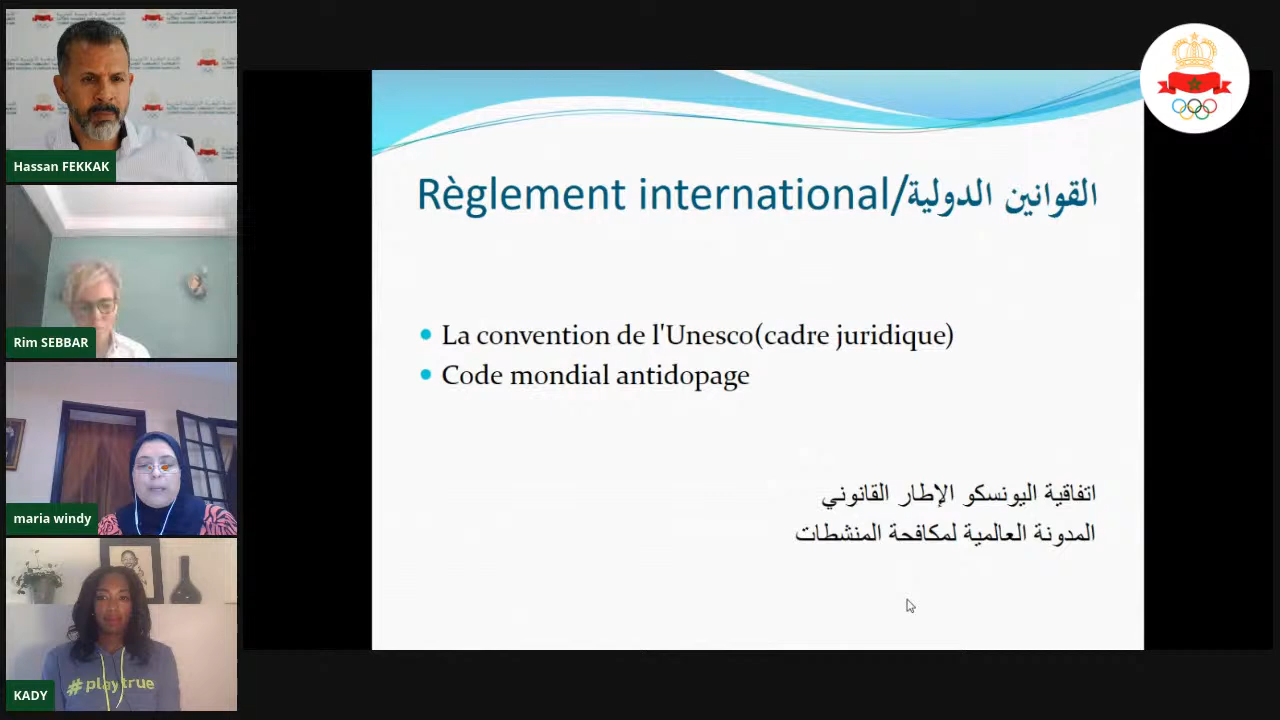 Hassan FEKKAK
Rim SEBBAR
maria windy
#playtrue
KADY
Règlement international/القوانين الدولية
La convention de l'Unesco(cadre juridique)
Code mondial antidopage
اتفاقية اليونسكو الإطار القانوني
المدونة العالمية لمكافحة المنشطات